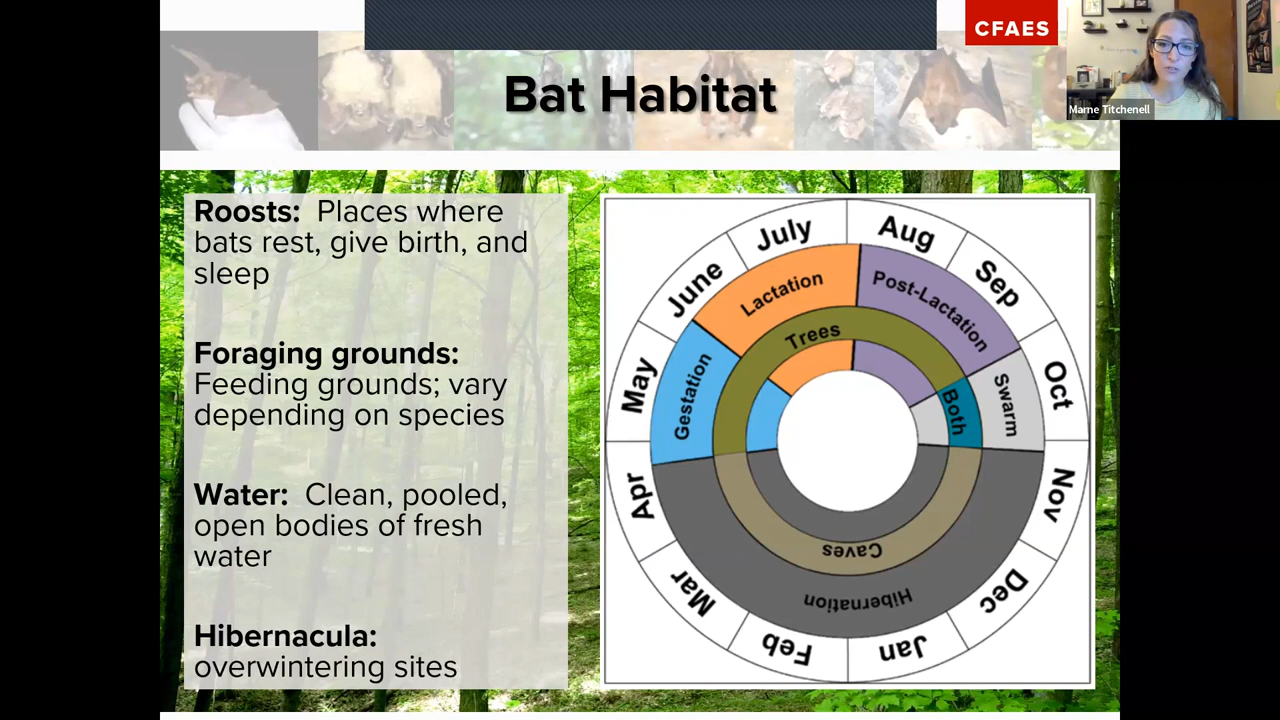 CFAES
Marne Titchenell
Bat Habitat
Roosts: Places where
bats rest, give birth, and
sleep
Foraging grounds:
Feeding grounds; vary
depending on species
Water: Clean, pooled,
open bodies of fresh
water
Hibernacula:
overwintering sites
July
Aug
Sep
Oct
Nov
Dec
Jan
Feb
Mar
Apr
May
June
Lactation
Post-Lactation
Swarm
Hibernation
Gestation
Trees
Both
Caves